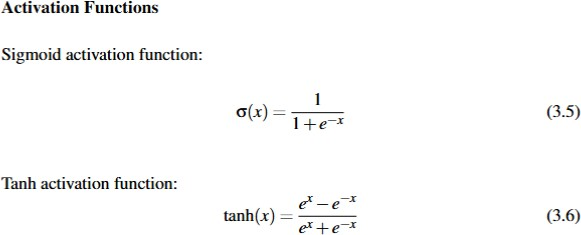 Activation Functions
Sigmoid activation function:
σ(x) = 1 / (1 + e^{-x}) (3.5)
Tanh activation function:
tanh(x) = (e^x − e^{-x}) / (e^x + e^{-x}) (3.6)